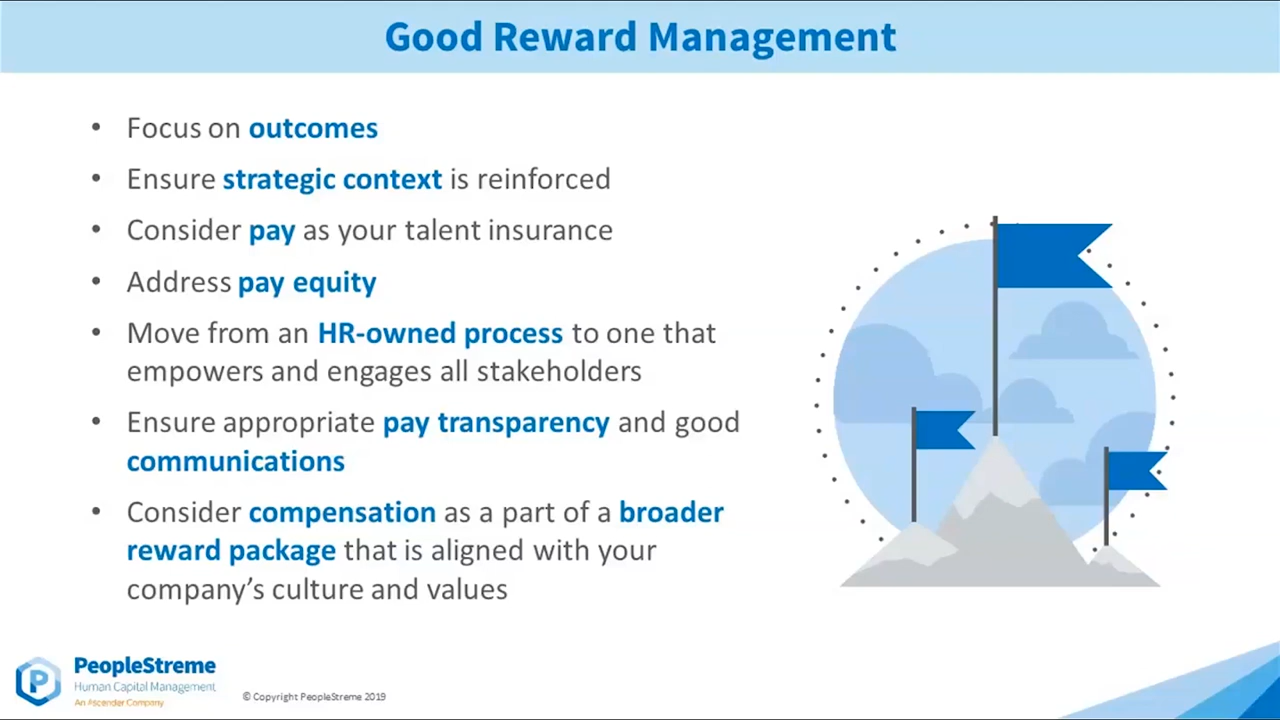 Good Reward Management
• Focus on outcomes
• Ensure strategic context is reinforced
• Consider pay as your talent insurance
• Address pay equity
• Move from an HR-owned process to one that
empowers and engages all stakeholders
• Ensure appropriate pay transparency and good
communications
• Consider compensation as a part of a broader
reward package that is aligned with your
company’s culture and values
P
PeopleStreme
Human Capital Management
An Ascender Company
© Copyright PeopleStreme 2019